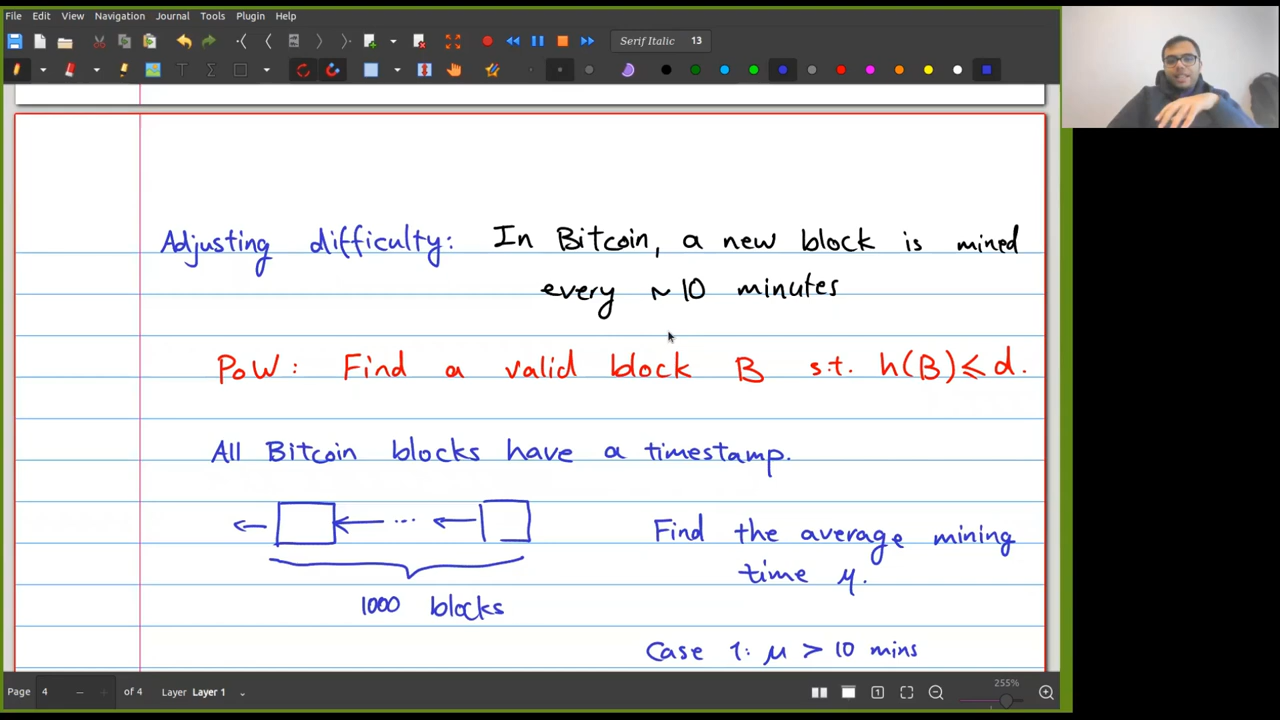 File Edit View Navigation Journal Tools Plugin Help
Serif Italic 13
Adjusting difficulty: In Bitcoin, a new block is mined
every ~ 10 minutes
PoW: Find a valid block B s.t. h(B) ≤ d.
All Bitcoin blocks have a timestamp.
Find the average mining
time μ.
1000 blocks
Case 1: μ > 10 mins
Page 4 of 4 Layer Layer 1
255%